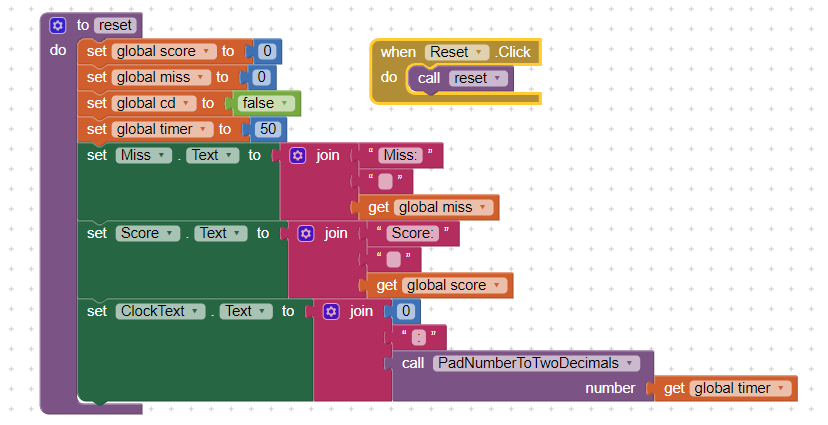 to reset
do
set global score to 0
set global miss to 0
set global cd to false
set global timer to 50
set Miss . Text to join " Miss: "
" "
get global miss
set Score . Text to join " Score: "
" "
get global score
set ClockText . Text to join 0
" : "
call PadNumberToTwoDecimals
number get global timer
when Reset .Click
do call reset